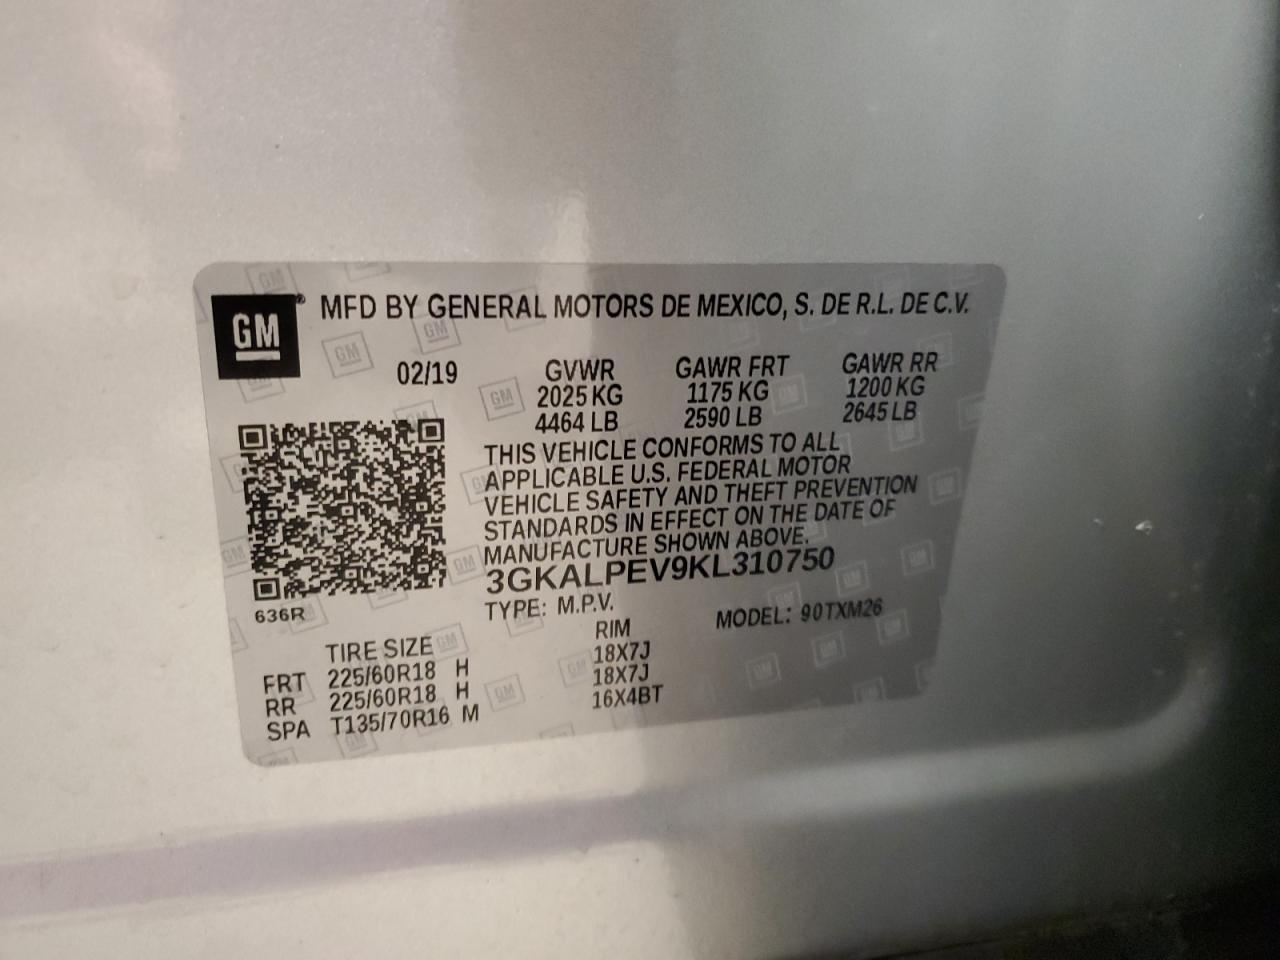 GM® MFD BY GENERAL MOTORS DE MEXICO, S. DE R.L. DE C.V.
02/19 GVWR GAWR FRT GAWR RR
2025 KG 1175 KG 1200 KG
4464 LB 2590 LB 2645 LB
THIS VEHICLE CONFORMS TO ALL
APPLICABLE U.S. FEDERAL MOTOR
VEHICLE SAFETY AND THEFT PREVENTION
STANDARDS IN EFFECT ON THE DATE OF
MANUFACTURE SHOWN ABOVE.
3GKALPEV9KL310750
636R
TYPE: M.P.V. MODEL: 90TXM26
TIRE SIZE RIM
FRT 225/60R18 H 18X7J
RR 225/60R18 H 18X7J
SPA T135/70R16 M 16X4BT